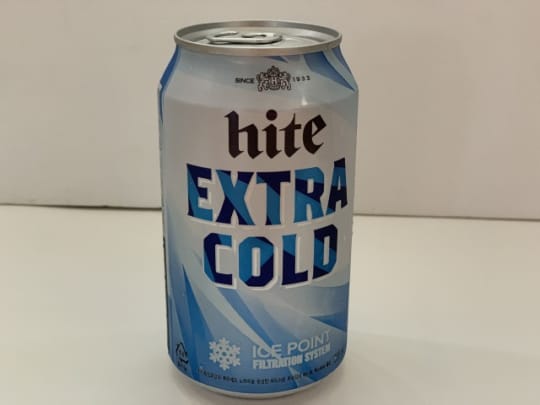 SINCE 1933
hite
EXTRA
COLD
ICE POINT
FILTRATION SYSTEM